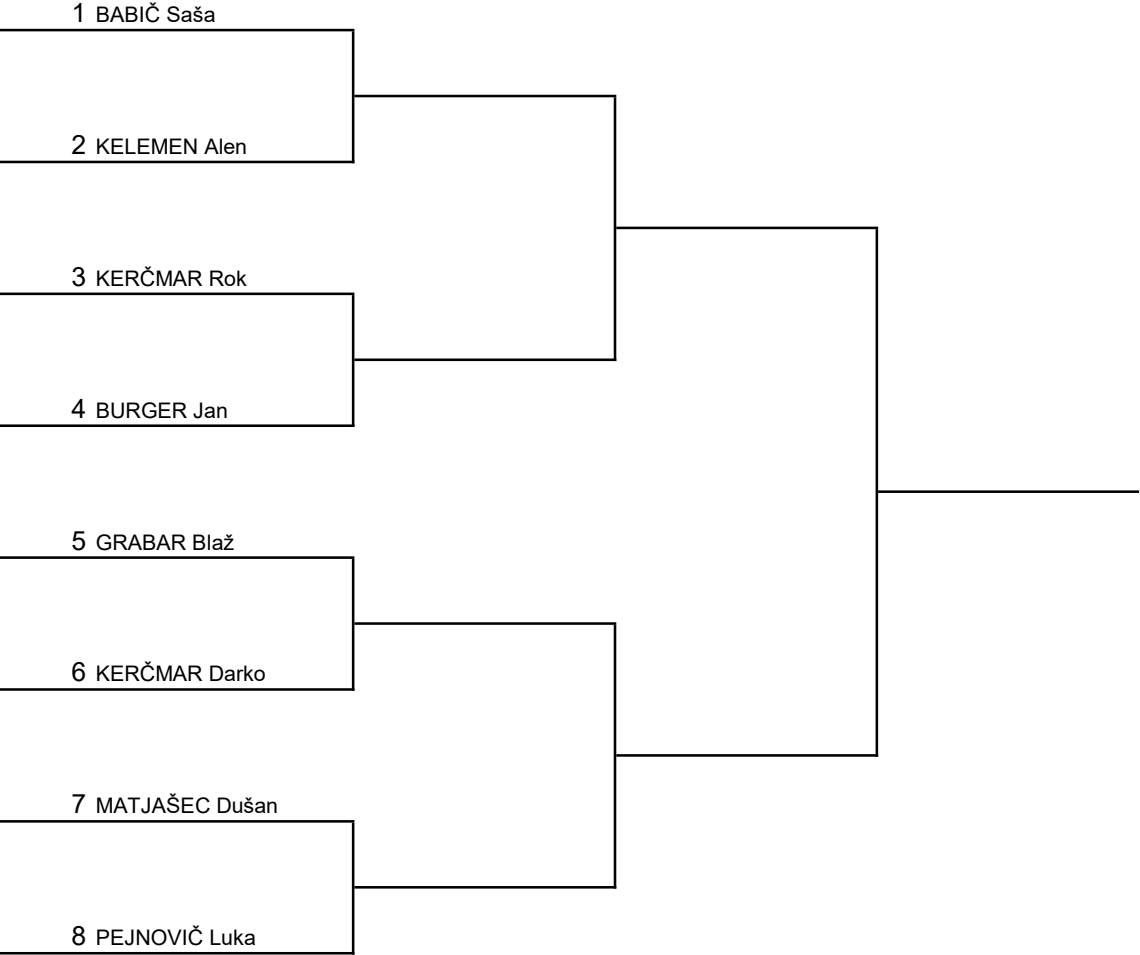 1 BABIČ Saša
2 KELEMEN Alen
3 KERČMAR Rok
4 BURGER Jan
5 GRABAR Blaž
6 KERČMAR Darko
7 MATJAŠEC Dušan
8 PEJNOVIČ Luka